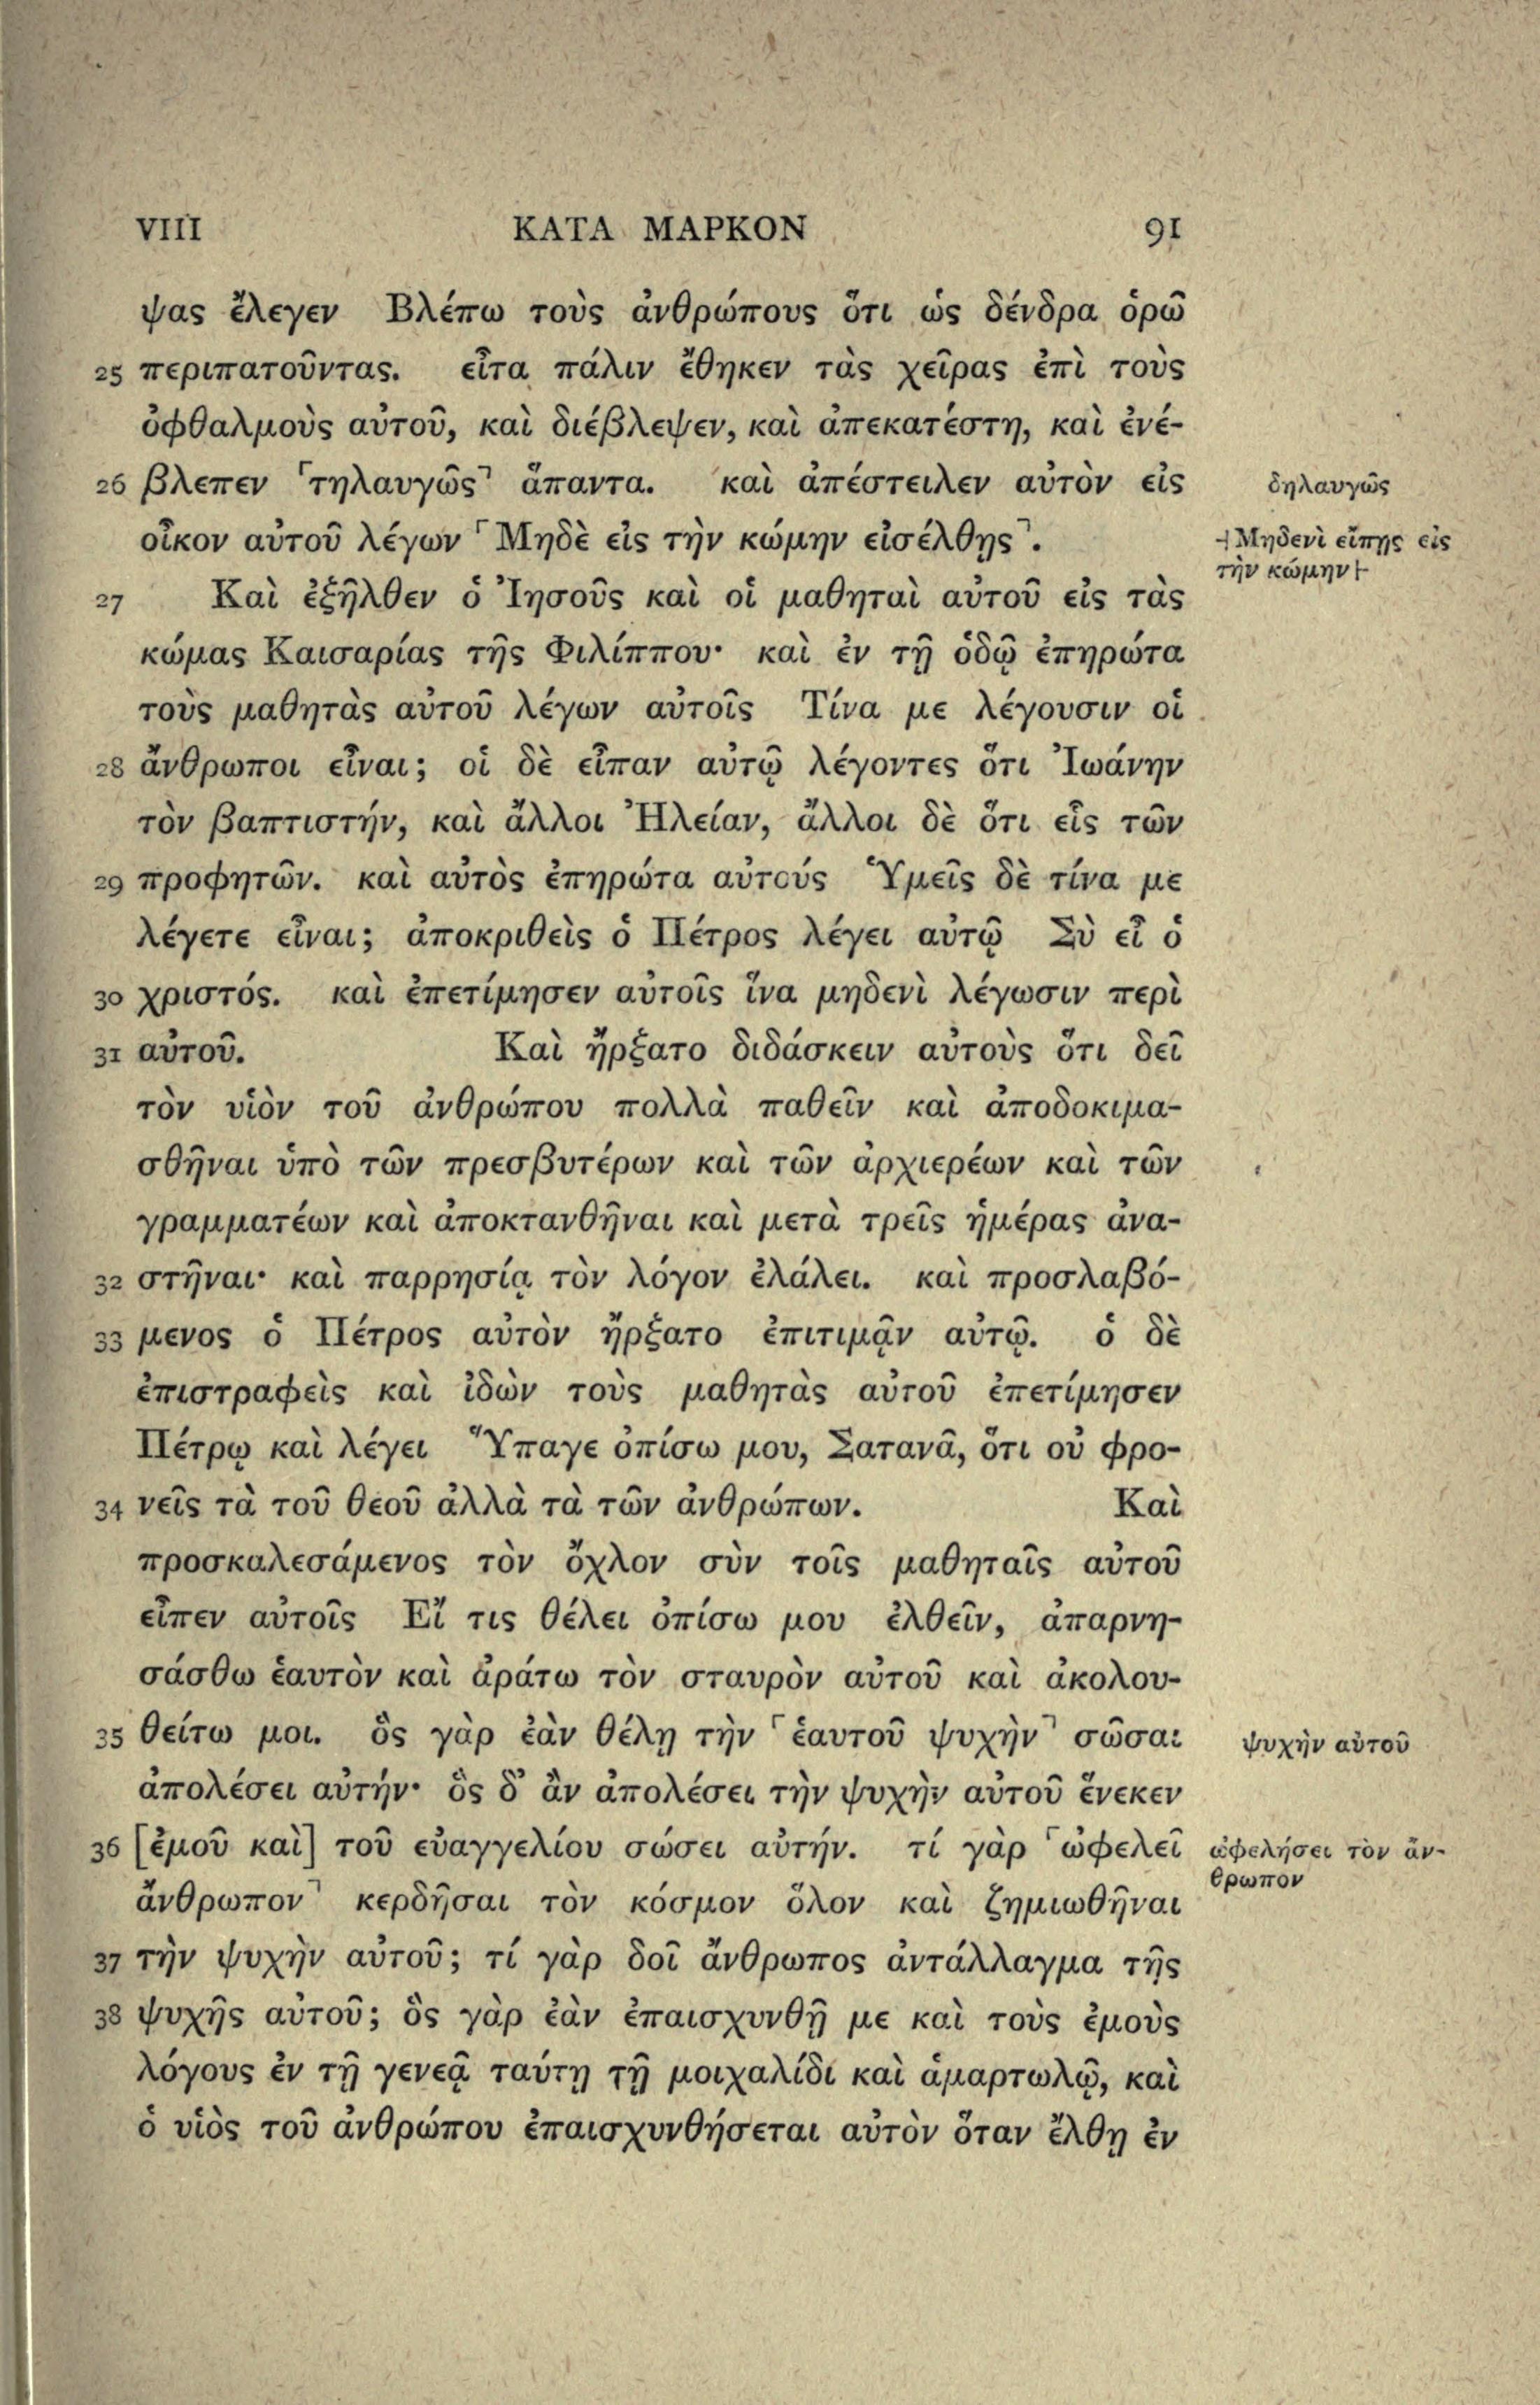 VIII ΚΑΤΑ ΜΑΡΚΟΝ 91
ψας ἔλεγεν Βλέπω τοὺς ἀνθρώπους ὅτι ὡς δένδρα ὁρῶ
25 περιπατοῦντας. εἶτα πάλιν ἔθηκεν τὰς χεῖρας ἐπὶ τοὺς
ὀφθαλμοὺς αὐτοῦ, καὶ διέβλεψεν, καὶ ἀπεκατέστη, καὶ ἐνέ-
26 βλεπεν ⸢τηλαυγῶς⸣ ἅπαντα. καὶ ἀπέστειλεν αὐτὸν εἰς
δηλαυγῶς
οἶκον αὐτοῦ λέγων ⸢Μηδὲ εἰς τὴν κώμην εἰσέλθῃς⸣.
⊣Μηδενὶ εἴπῃς εἰς
τὴν κώμην⊢
27 Καὶ ἐξῆλθεν ὁ Ἰησοῦς καὶ οἱ μαθηταὶ αὐτοῦ εἰς τὰς
κώμας Καισαρίας τῆς Φιλίππου· καὶ ἐν τῇ ὁδῷ ἐπηρώτα
τοὺς μαθητὰς αὐτοῦ λέγων αὐτοῖς Τίνα με λέγουσιν οἱ
28 ἄνθρωποι εἶναι; οἱ δὲ εἶπαν αὐτῷ λέγοντες ὅτι Ἰωάνην
τὸν βαπτιστήν, καὶ ἄλλοι Ἠλείαν, ἄλλοι δὲ ὅτι εἷς τῶν
29 προφητῶν. καὶ αὐτὸς ἐπηρώτα αὐτούς Ὑμεῖς δὲ τίνα με
λέγετε εἶναι; ἀποκριθεὶς ὁ Πέτρος λέγει αὐτῷ Σὺ εἶ ὁ
30 χριστός. καὶ ἐπετίμησεν αὐτοῖς ἵνα μηδενὶ λέγωσιν περὶ
31 αὐτοῦ. Καὶ ἤρξατο διδάσκειν αὐτοὺς ὅτι δεῖ
τὸν υἱὸν τοῦ ἀνθρώπου πολλὰ παθεῖν καὶ ἀποδοκιμα-
σθῆναι ὑπὸ τῶν πρεσβυτέρων καὶ τῶν ἀρχιερέων καὶ τῶν
γραμματέων καὶ ἀποκτανθῆναι καὶ μετὰ τρεῖς ἡμέρας ἀνα-
32 στῆναι· καὶ παρρησίᾳ τὸν λόγον ἐλάλει. καὶ προσλαβό-
33 μενος ὁ Πέτρος αὐτὸν ἤρξατο ἐπιτιμᾷν αὐτῷ. ὁ δὲ
ἐπιστραφεὶς καὶ ἰδὼν τοὺς μαθητὰς αὐτοῦ ἐπετίμησεν
Πέτρῳ καὶ λέγει Ὕπαγε ὀπίσω μου, Σατανᾶ, ὅτι οὐ φρο-
34 νεῖς τὰ τοῦ θεοῦ ἀλλὰ τὰ τῶν ἀνθρώπων. Καὶ
προσκαλεσάμενος τὸν ὄχλον σὺν τοῖς μαθηταῖς αὐτοῦ
εἶπεν αὐτοῖς Εἴ τις θέλει ὀπίσω μου ἐλθεῖν, ἀπαρνη-
σάσθω ἑαυτὸν καὶ ἀράτω τὸν σταυρὸν αὐτοῦ καὶ ἀκολου-
35 θείτω μοι. ὃς γὰρ ἐὰν θέλῃ τὴν ⸢ἑαυτοῦ ψυχὴν⸣ σῶσαι
ψυχὴν αὐτοῦ
ἀπολέσει αὐτήν· ὃς δ' ἂν ἀπολέσει τὴν ψυχὴν αὐτοῦ ἕνεκεν
36 [ἐμοῦ καὶ] τοῦ εὐαγγελίου σώσει αὐτήν. τί γὰρ ⸢ὠφελεῖ
ὠφελήσει τὸν ἄν-
θρωπον
ἄνθρωπον⸣ κερδῆσαι τὸν κόσμον ὅλον καὶ ζημιωθῆναι
37 τὴν ψυχὴν αὐτοῦ; τί γὰρ δοῖ ἄνθρωπος ἀντάλλαγμα τῆς
38 ψυχῆς αὐτοῦ; ὃς γὰρ ἐὰν ἐπαισχυνθῇ με καὶ τοὺς ἐμοὺς
λόγους ἐν τῇ γενεᾷ ταύτῃ τῇ μοιχαλίδι καὶ ἁμαρτωλῷ, καὶ
ὁ υἱὸς τοῦ ἀνθρώπου ἐπαισχυνθήσεται αὐτὸν ὅταν ἔλθῃ ἐν